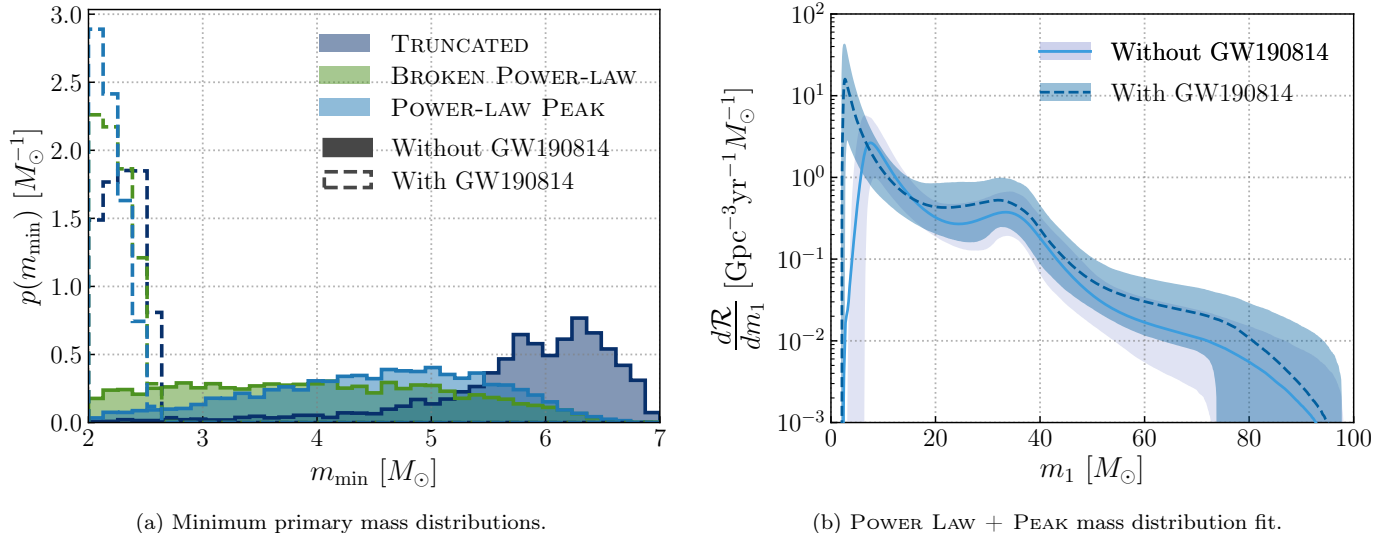 3.0
2.5
2.0
1.5
1.0
0.5
0.0
p(m_min) [M_⊙^{-1}]
TRUNCATED
BROKEN POWER-LAW
POWER-LAW PEAK
Without GW190814
With GW190814
2 3 4 5 6 7
m_min [M_⊙]
(a) Minimum primary mass distributions.
10^2
10^1
10^0
10^{-1}
10^{-2}
10^{-3}
dR/dm_1 [Gpc^{-3}yr^{-1}M_⊙^{-1}]
Without GW190814
With GW190814
0 20 40 60 80 100
m_1 [M_⊙]
(b) POWER LAW + PEAK mass distribution fit.